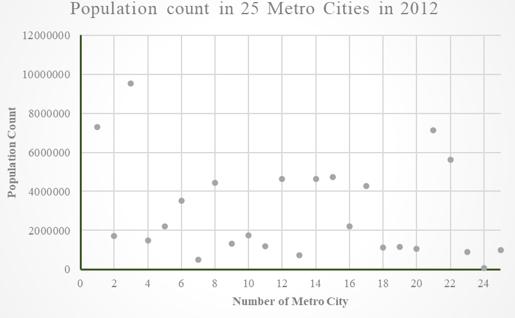 Population count in 25 Metro Cities in 2012
12000000
10000000
8000000
6000000
4000000
2000000
0
Population Count
0 2 4 6 8 10 12 14 16 18 20 22 24
Number of Metro City